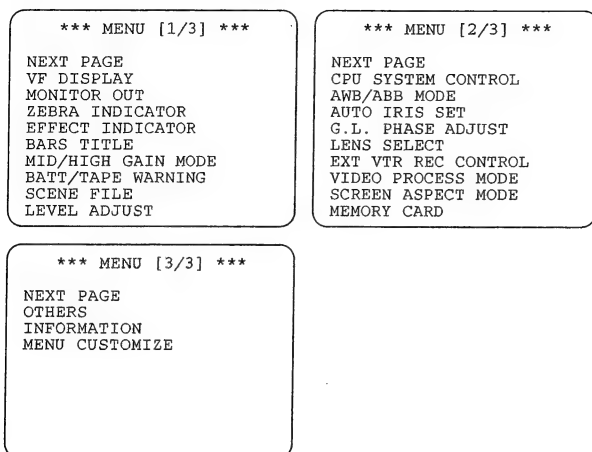 *** MENU [1/3] ***
NEXT PAGE
VF DISPLAY
MONITOR OUT
ZEBRA INDICATOR
EFFECT INDICATOR
BARS TITLE
MID/HIGH GAIN MODE
BATT/TAPE WARNING
SCENE FILE
LEVEL ADJUST
*** MENU [2/3] ***
NEXT PAGE
CPU SYSTEM CONTROL
AWB/ABB MODE
AUTO IRIS SET
G.L. PHASE ADJUST
LENS SELECT
EXT VTR REC CONTROL
VIDEO PROCESS MODE
SCREEN ASPECT MODE
MEMORY CARD
*** MENU [3/3] ***
NEXT PAGE
OTHERS
INFORMATION
MENU CUSTOMIZE